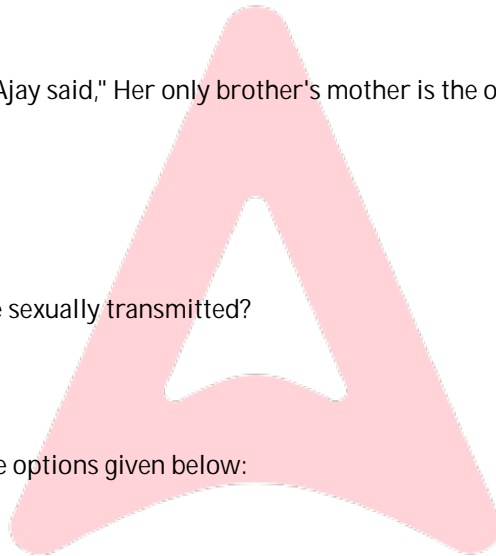 Ajay said," Her only brother's mother is the o
e sexually transmitted?
e options given below: